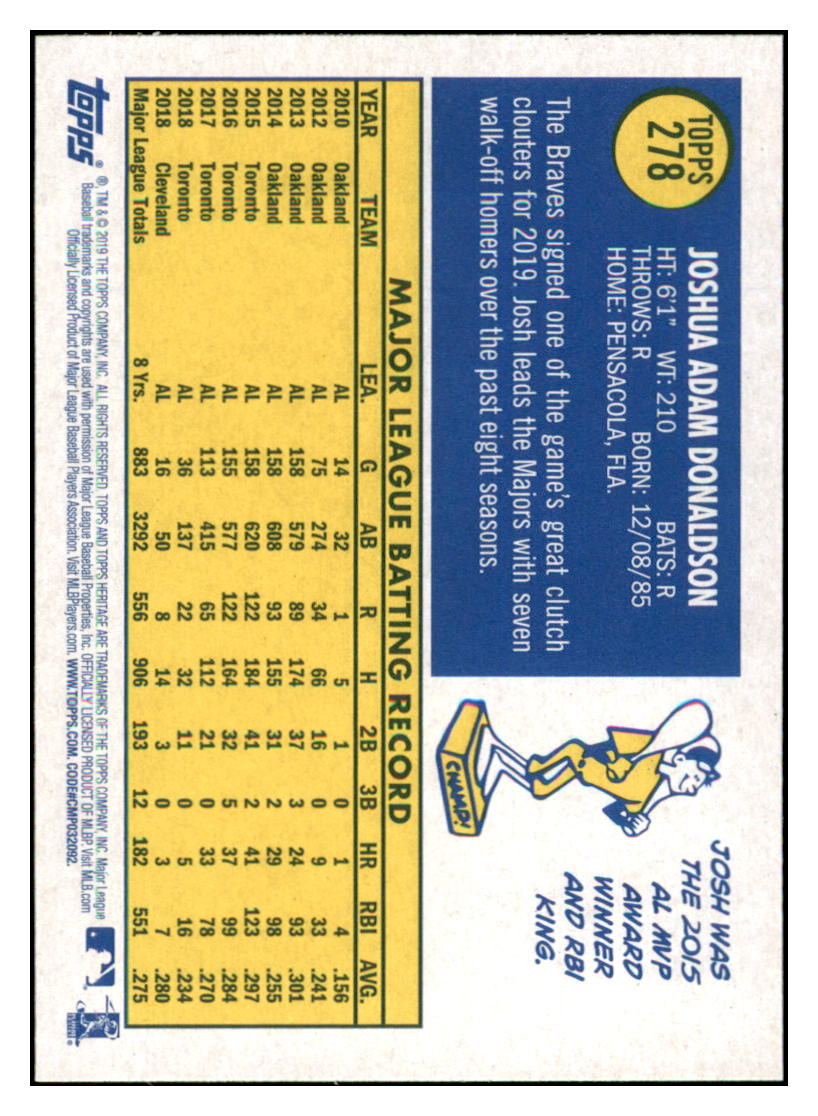 TOPPS
278
JOSHUA ADAM DONALDSON
HT: 6'1" WT: 210 BATS: R
THROWS: R BORN: 12/08/85
HOME: PENSACOLA, FLA.
The Braves signed one of the game's great clutch
clouters for 2019. Josh leads the Majors with seven
walk-off homers over the past eight seasons.
JOSH WAS
THE 2015
AL MVP
AWARD
WINNER
AND RBI
KING.
CHAMP!
MAJOR LEAGUE BATTING RECORD
YEAR TEAM LEA. G AB R H 2B 3B HR RBI AVG.
2010 Oakland AL 14 32 1 5 1 0 1 4 .156
2012 Oakland AL 75 274 34 66 16 0 9 33 .241
2013 Oakland AL 158 579 89 174 37 3 24 93 .301
2014 Oakland AL 158 608 93 155 31 2 29 98 .255
2015 Toronto AL 158 620 122 184 41 2 41 123 .297
2016 Toronto AL 155 577 122 164 32 5 37 99 .284
2017 Toronto AL 113 415 65 112 21 0 33 78 .270
2018 Toronto AL 36 137 22 32 11 0 5 16 .234
2018 Cleveland AL 16 50 8 14 3 0 3 7 .280
Major League Totals 8 Yrs. 883 3292 556 906 193 12 182 551 .275
topps®
®, TM & © 2019 THE TOPPS COMPANY, INC. ALL RIGHTS RESERVED. TOPPS AND TOPPS HERITAGE ARE TRADEMARKS OF THE TOPPS COMPANY, INC. Major League
Baseball trademarks and copyrights are used with permission of Major League Baseball Properties, Inc. OFFICIALLY LICENSED PRODUCT OF MLBP Visit MLB.com
Officially Licensed Product of Major League Baseball Players Association. Visit MLBPlayers.com. WWW.TOPPS.COM. CODE#CMP032092.